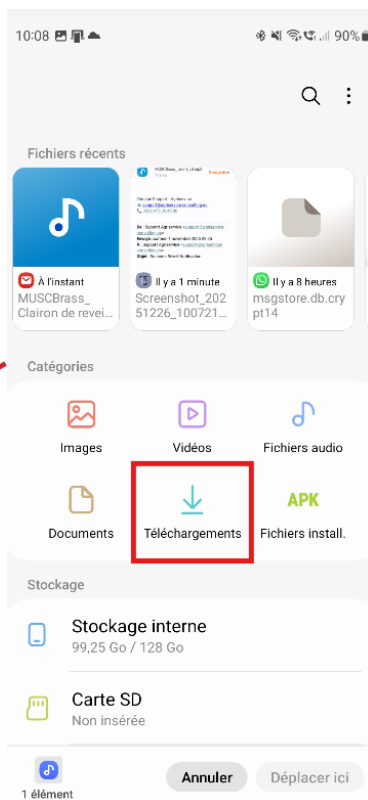 10:08
90%
Fichiers récents
À l'instant
MUSCBrass_
Clairon de revei...
Il y a 1 minute
Screenshot_202
51226_100721...
Il y a 8 heures
msgstore.db.cry
pt14
Catégories
Images
Vidéos
Fichiers audio
Documents
Téléchargements
APK
Fichiers install.
Stockage
Stockage interne
99,25 Go / 128 Go
Carte SD
Non insérée
1 élément
Annuler
Déplacer ici